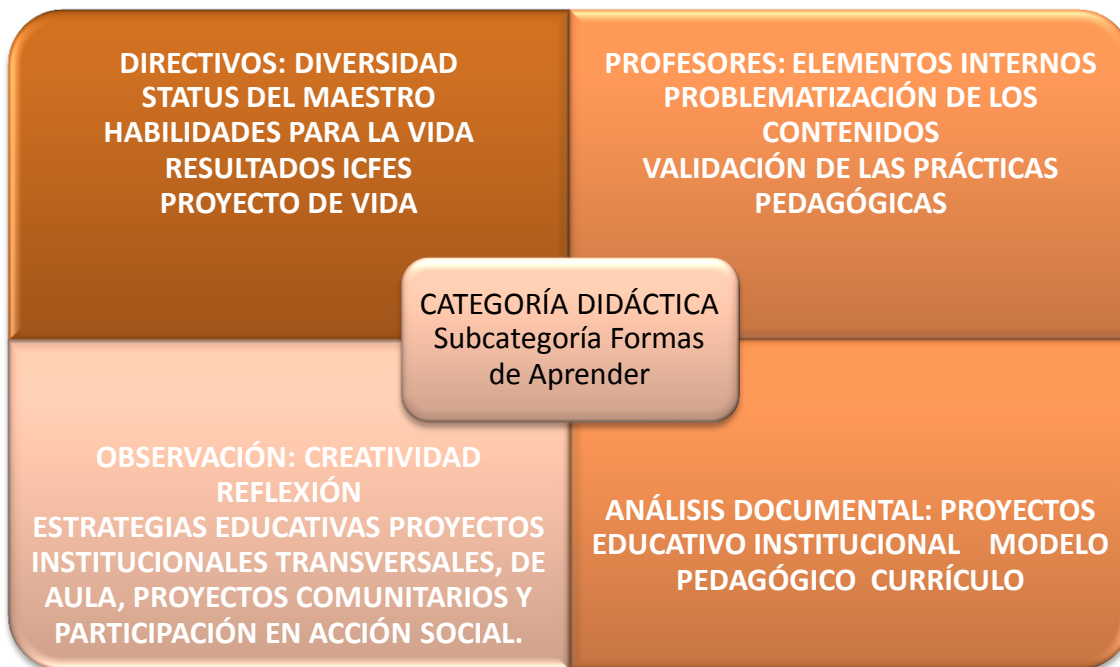 DIRECTIVOS: DIVERSIDAD
STATUS DEL MAESTRO
HABILIDADES PARA LA VIDA
RESULTADOS ICFES
PROYECTO DE VIDA
PROFESORES: ELEMENTOS INTERNOS
PROBLEMATIZACIÓN DE LOS
CONTENIDOS
VALIDACIÓN DE LAS PRÁCTICAS
PEDAGÓGICAS
CATEGORÍA DIDÁCTICA
Subcategoría Formas
de Aprender
OBSERVACIÓN: CREATIVIDAD
REFLEXIÓN
ESTRATEGIAS EDUCATIVAS PROYECTOS
INSTITUCIONALES TRANSVERSALES, DE
AULA, PROYECTOS COMUNITARIOS Y
PARTICIPACIÓN EN ACCIÓN SOCIAL.
ANÁLISIS DOCUMENTAL: PROYECTOS
EDUCATIVO INSTITUCIONAL MODELO
PEDAGÓGICO CURRÍCULO